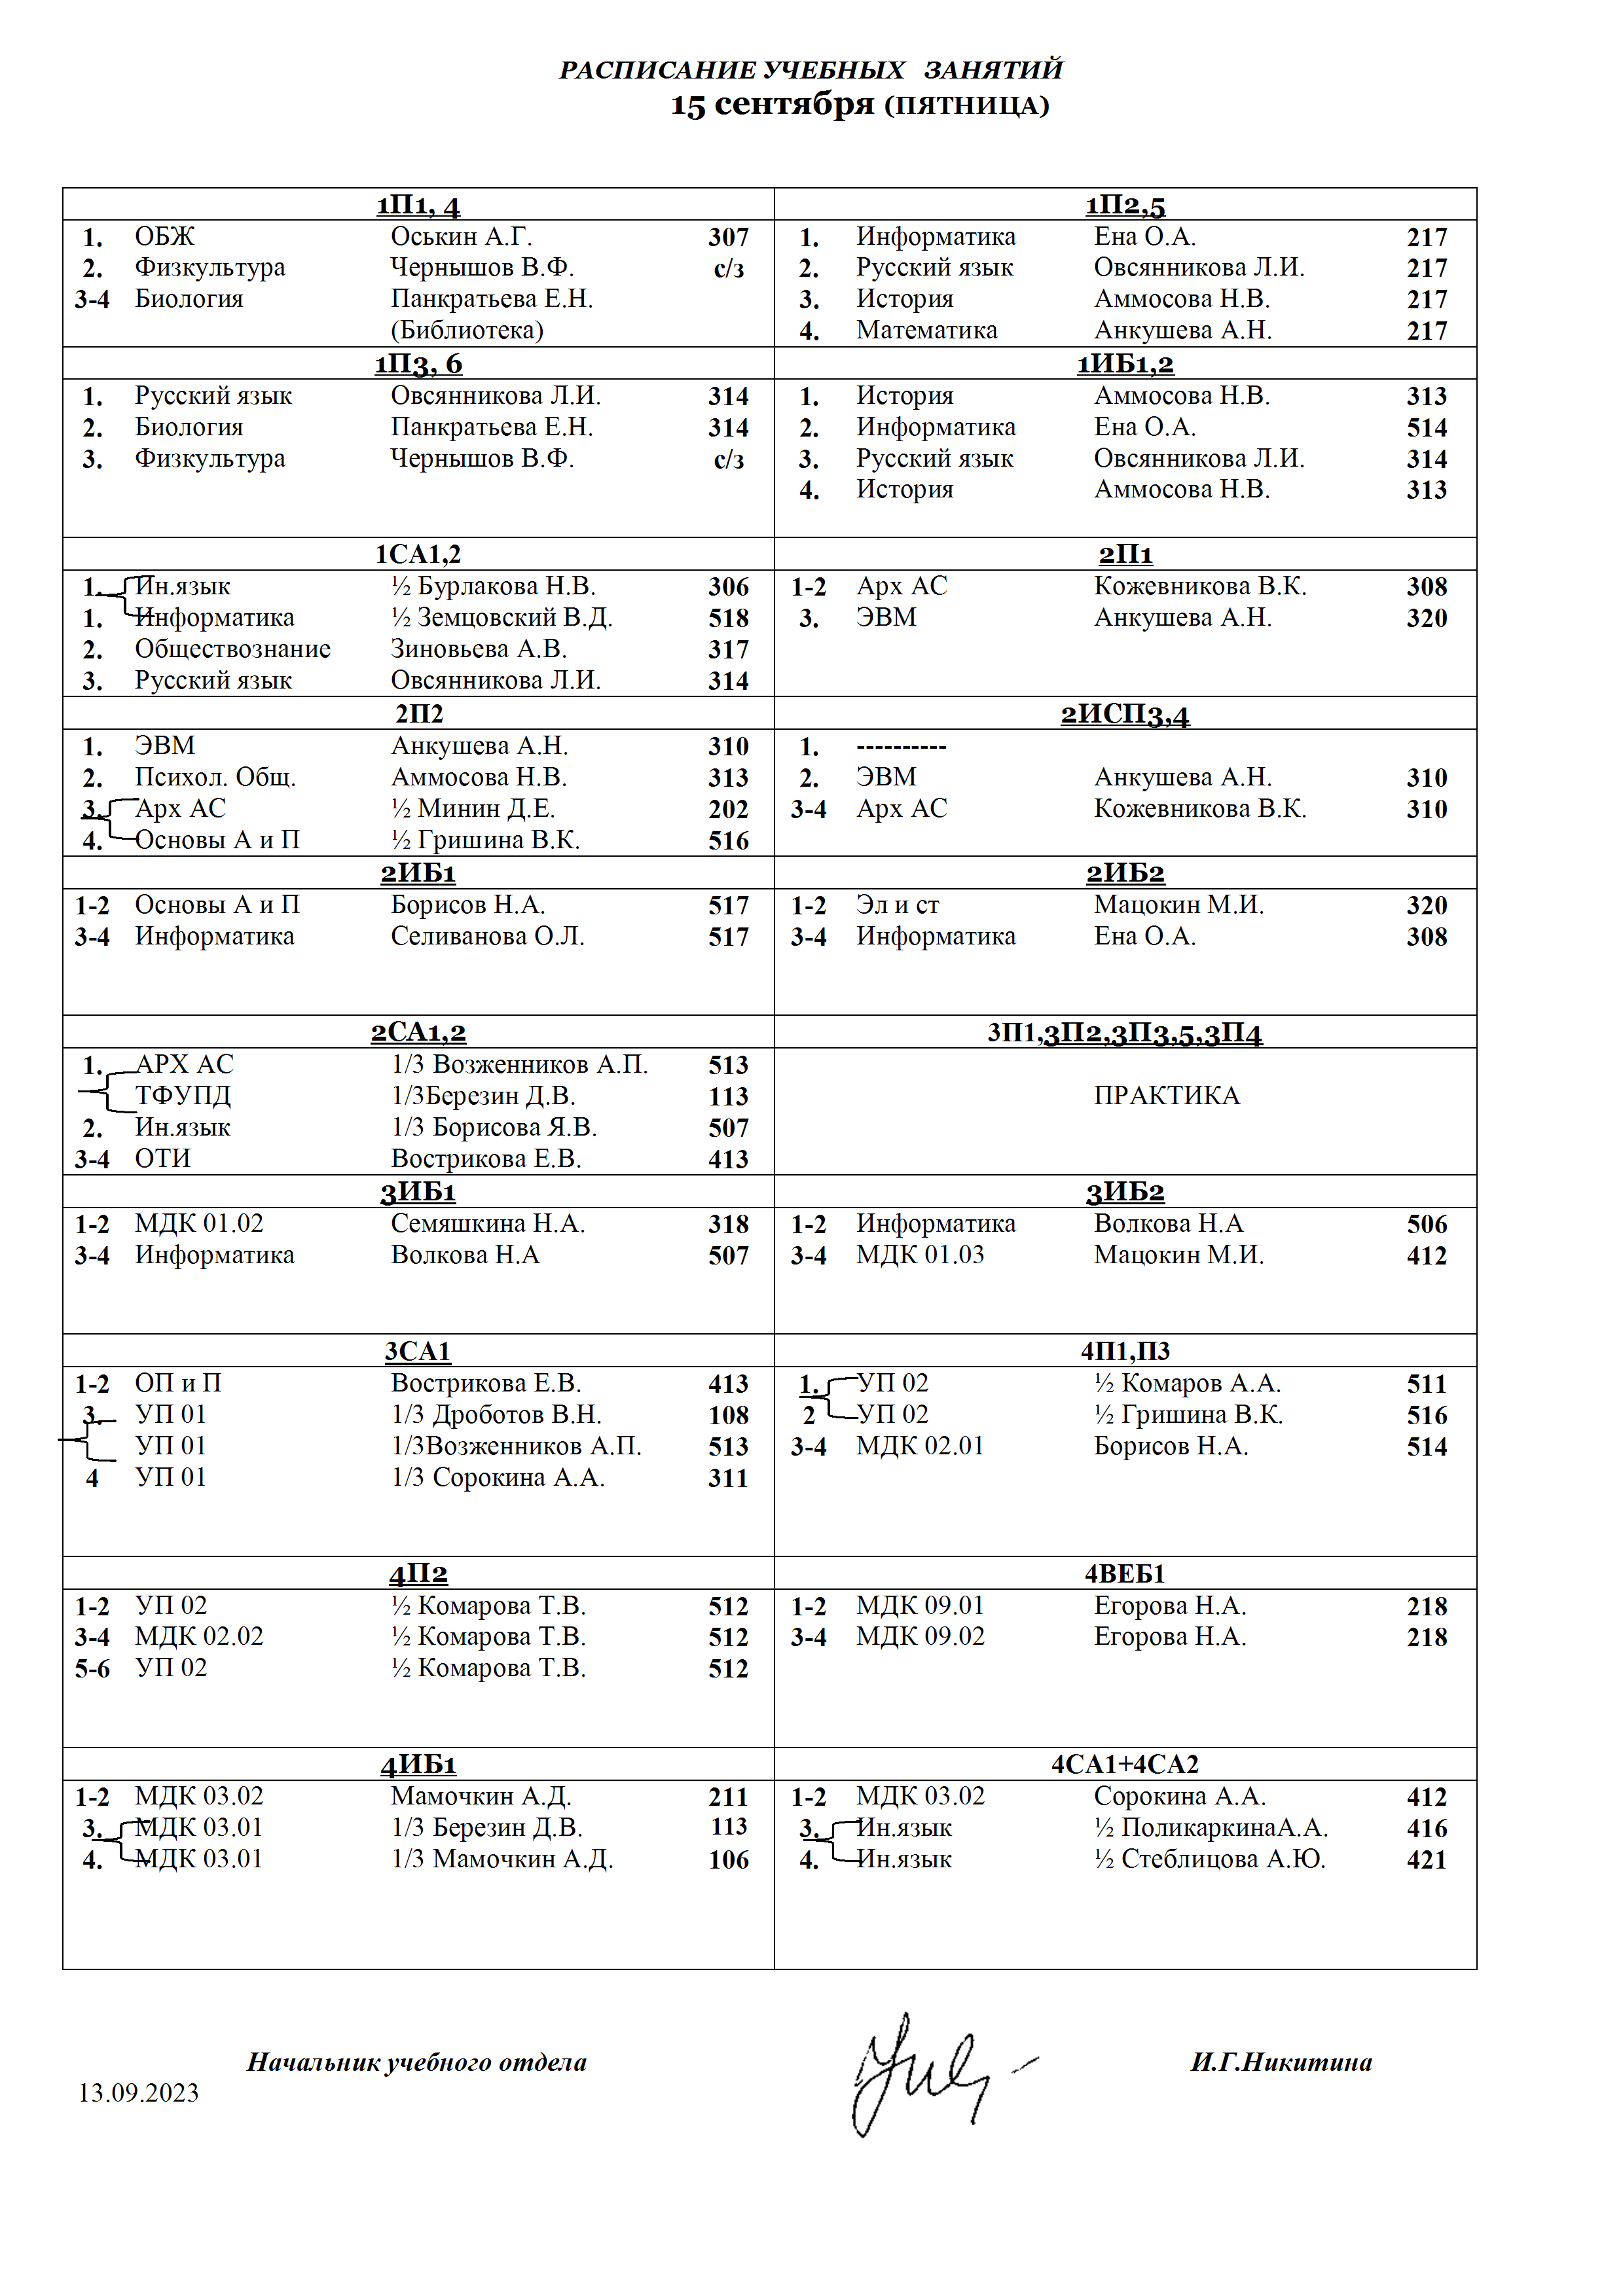 РАСПИСАНИЕ УЧЕБНЫХ ЗАНЯТИЙ
15 сентября (ПЯТНИЦА)
1П1, 4
1. ОБЖ Оськин А.Г. 307
2. Физкультура Чернышов В.Ф. с/з
3-4 Биология Панкратьева Е.Н.
(Библиотека)
1П2,5
1. Информатика Ена О.А. 217
2. Русский язык Овсянникова Л.И. 217
3. История Аммосова Н.В. 217
4. Математика Анкушева А.Н. 217
1П3, 6
1. Русский язык Овсянникова Л.И. 314
2. Биология Панкратьева Е.Н. 314
3. Физкультура Чернышов В.Ф. с/з
1ИБ1,2
1. История Аммосова Н.В. 313
2. Информатика Ена О.А. 514
3. Русский язык Овсянникова Л.И. 314
4. История Аммосова Н.В. 313
1СА1,2
1. Ин.язык ½ Бурлакова Н.В. 306
1. Информатика ½ Земцовский В.Д. 518
2. Обществознание Зиновьева А.В. 317
3. Русский язык Овсянникова Л.И. 314
2П1
1-2 Арх АС Кожевникова В.К. 308
3. ЭВМ Анкушева А.Н. 320
2П2
1. ЭВМ Анкушева А.Н. 310
2. Психол. Общ. Аммосова Н.В. 313
3. Арх АС ½ Минин Д.Е. 202
4. Основы А и П ½ Гришина В.К. 516
2ИСП3,4
1. ----------
2. ЭВМ Анкушева А.Н. 310
3-4 Арх АС Кожевникова В.К. 310
2ИБ1
1-2 Основы А и П Борисов Н.А. 517
3-4 Информатика Селиванова О.Л. 517
2ИБ2
1-2 Эл и ст Мацокин М.И. 320
3-4 Информатика Ена О.А. 308
2СА1,2
1. АРХ АС 1/3 Возженников А.П. 513
ТФУПД 1/3Березин Д.В. 113
2. Ин.язык 1/3 Борисова Я.В. 507
3-4 ОТИ Вострикова Е.В. 413
3П1,3П2,3П3,5,3П4
ПРАКТИКА
3ИБ1
1-2 МДК 01.02 Семяшкина Н.А. 318
3-4 Информатика Волкова Н.А 507
3ИБ2
1-2 Информатика Волкова Н.А 506
3-4 МДК 01.03 Мацокин М.И. 412
3СА1
1-2 ОП и П Вострикова Е.В. 413
3. УП 01 1/3 Дроботов В.Н. 108
УП 01 1/3Возженников А.П. 513
4 УП 01 1/3 Сорокина А.А. 311
4П1,П3
1. УП 02 ½ Комаров А.А. 511
2 УП 02 ½ Гришина В.К. 516
3-4 МДК 02.01 Борисов Н.А. 514
4П2
1-2 УП 02 ½ Комарова Т.В. 512
3-4 МДК 02.02 ½ Комарова Т.В. 512
5-6 УП 02 ½ Комарова Т.В. 512
4ВЕБ1
1-2 МДК 09.01 Егорова Н.А. 218
3-4 МДК 09.02 Егорова Н.А. 218
4ИБ1
1-2 МДК 03.02 Мамочкин А.Д. 211
3. МДК 03.01 1/3 Березин Д.В. 113
4. МДК 03.01 1/3 Мамочкин А.Д. 106
4СА1+4СА2
1-2 МДК 03.02 Сорокина А.А. 412
3. Ин.язык ½ ПоликаркинаА.А. 416
4. Ин.язык ½ Стеблицова А.Ю. 421
Начальник учебного отдела И.Г.Никитина
13.09.2023